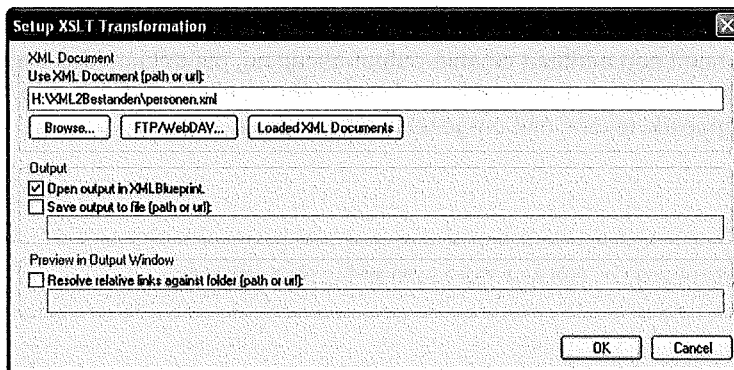 Setup XSLT Transformation
XML Document
Use XML Document (path or url):
H:\XML2Bestanden\personen.xml
Browse... FTP/WebDAV... Loaded XML Documents
Output
Open output in XMLBlueprint.
Save output to file (path or url):
Preview in Output Window
Resolve relative links against folder (path or url):
OK Cancel